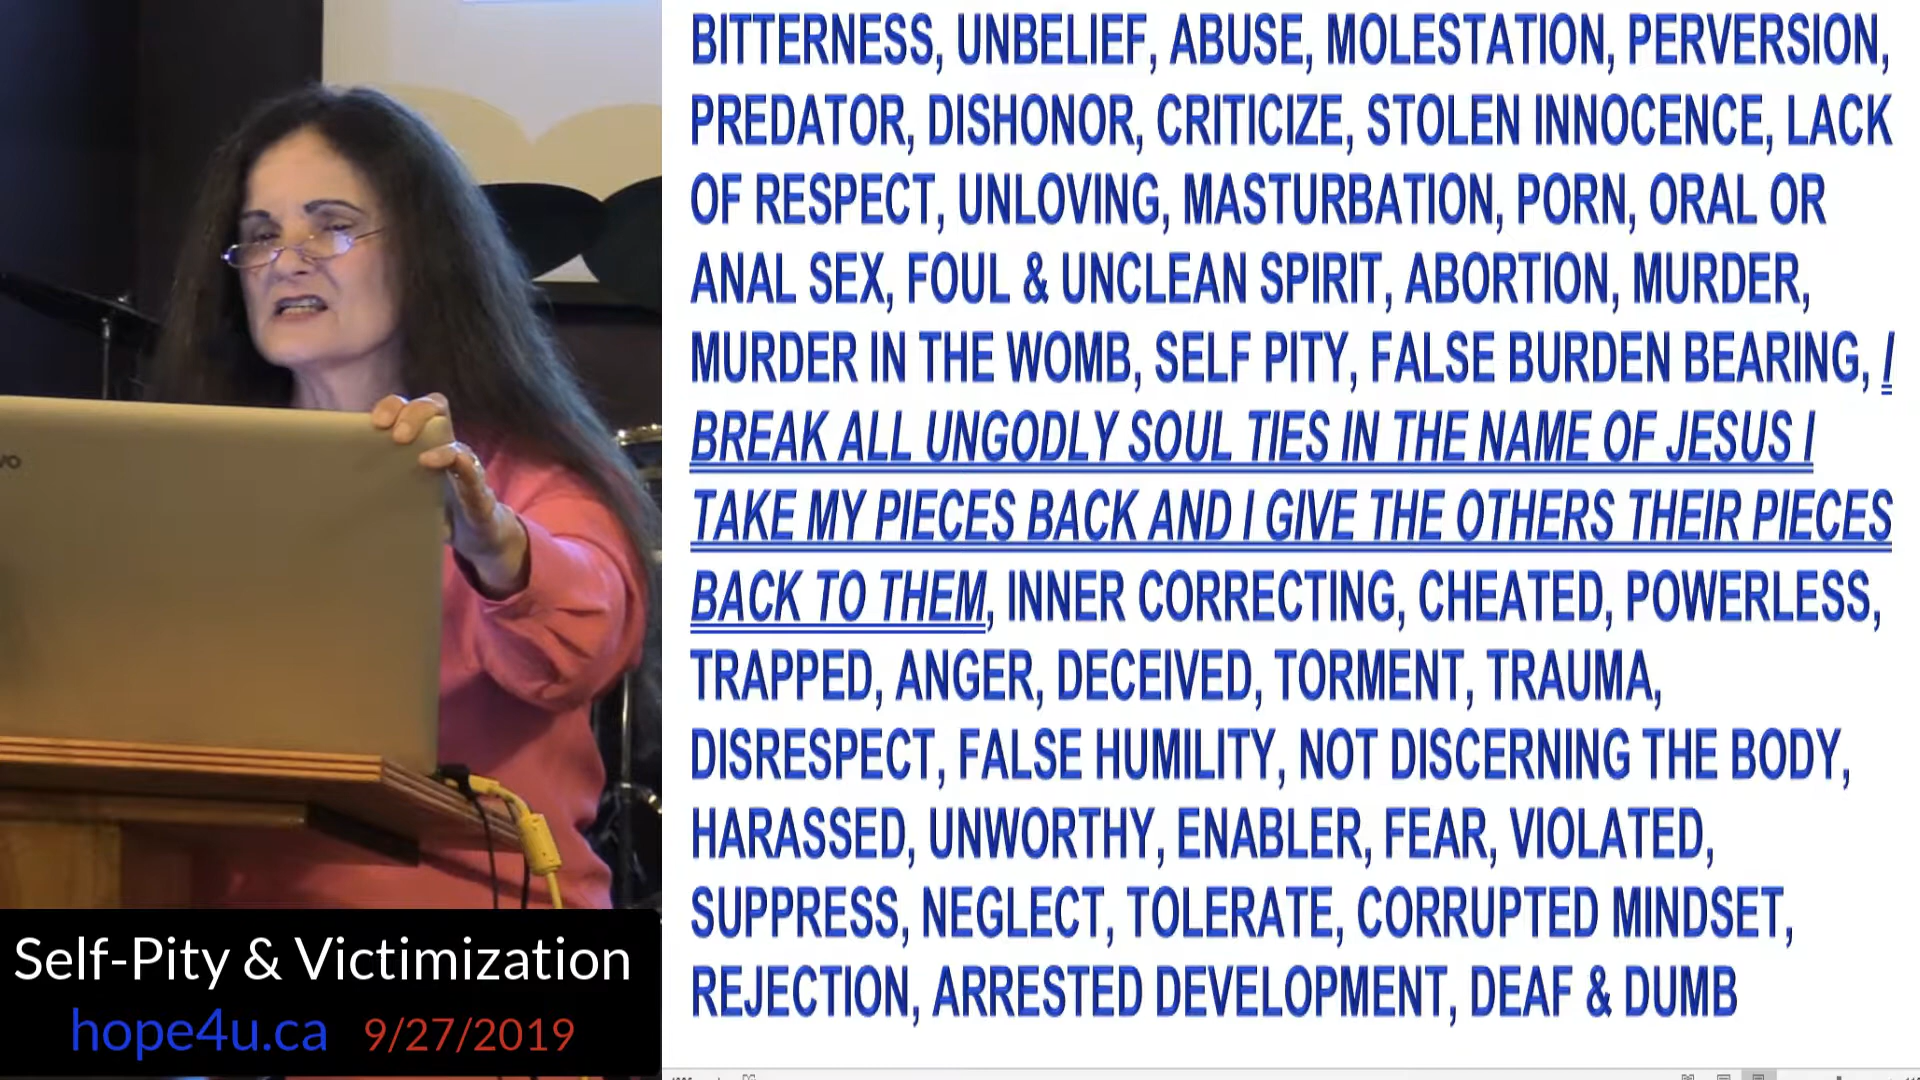 BITTERNESS, UNBELIEF, ABUSE, MOLESTATION, PERVERSION,
PREDATOR, DISHONOR, CRITICIZE, STOLEN INNOCENCE, LACK
OF RESPECT, UNLOVING, MASTURBATION, PORN, ORAL OR
ANAL SEX, FOUL & UNCLEAN SPIRIT, ABORTION, MURDER,
MURDER IN THE WOMB, SELF PITY, FALSE BURDEN BEARING, I
BREAK ALL UNGODLY SOUL TIES IN THE NAME OF JESUS I
TAKE MY PIECES BACK AND I GIVE THE OTHERS THEIR PIECES
BACK TO THEM, INNER CORRECTING, CHEATED, POWERLESS,
TRAPPED, ANGER, DECEIVED, TORMENT, TRAUMA,
DISRESPECT, FALSE HUMILITY, NOT DISCERNING THE BODY,
HARASSED, UNWORTHY, ENABLER, FEAR, VIOLATED,
SUPPRESS, NEGLECT, TOLERATE, CORRUPTED MINDSET,
REJECTION, ARRESTED DEVELOPMENT, DEAF & DUMB
Self-Pity & Victimization
hope4u.ca 9/27/2019